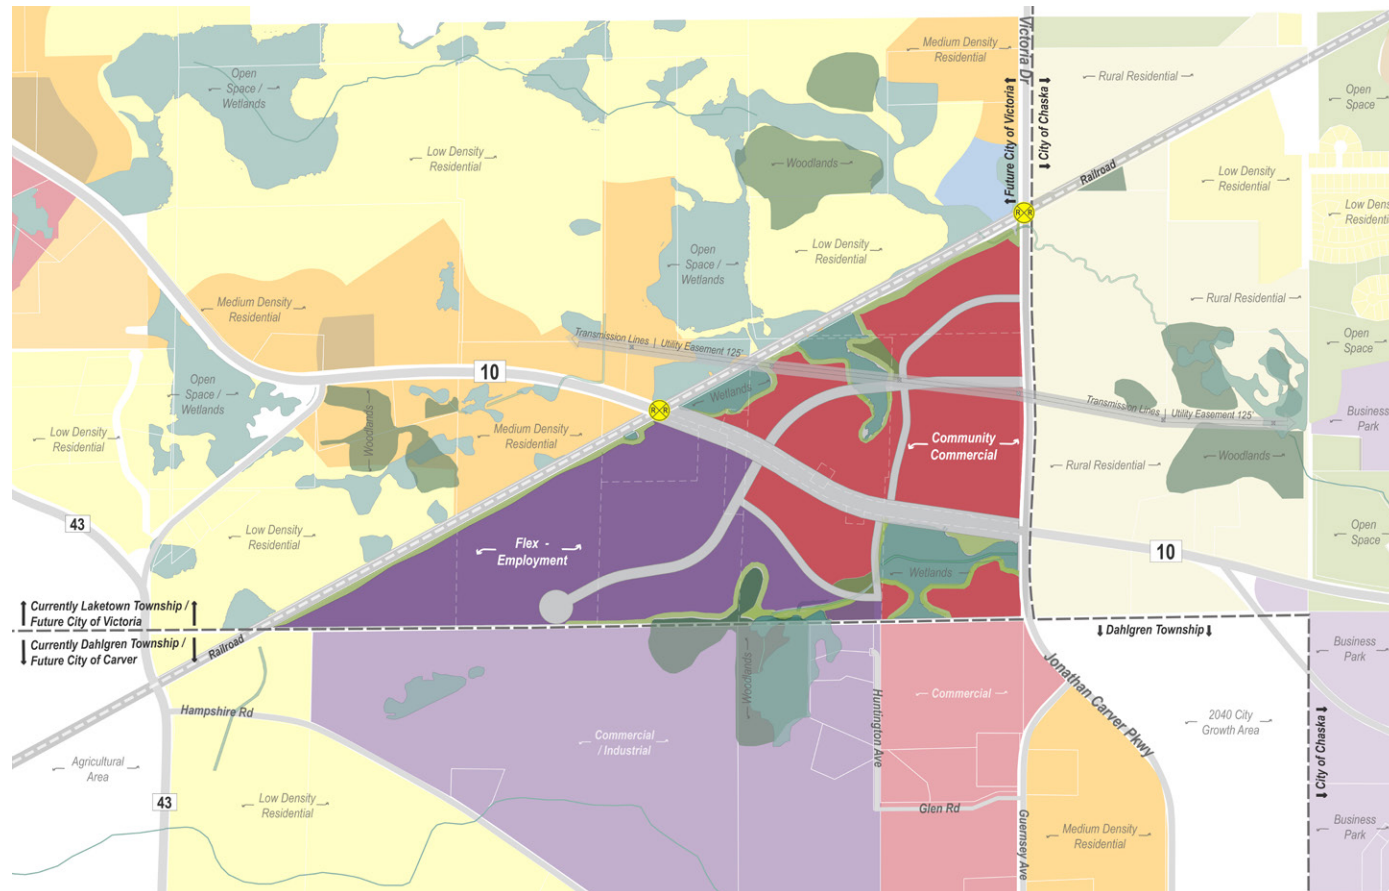 Victoria Dr
Medium Density
Residential
Rural Residential
Open
Space
Open
Space /
Wetlands
Future City of Victoria
City of Chaska
Low Density
Residential
Woodlands
Railroad
Low Density
Residential
Low Dens
Residenti
Low Density
Residential
Open
Space /
Wetlands
Medium Density
Residential
Rural Residential
Transmission Lines | Utility Easement 125'
Open
Space
10
Open
Space /
Wetlands
Wetlands
Transmission Lines | Utility Easement 125'
Business
Park
Low Density
Residential
Woodlands
Medium Density
Residential
Community
Commercial
Rural Residential
Woodlands
43
Low Density
Residential
Flex -
Employment
10
Open
Space
Wetlands
Currently Laketown Township /
Future City of Victoria
Currently Dahlgren Township /
Future City of Carver
Railroad
Dahlgren Township
Business
Park
Woodlands
Jonathan Carver Pkwy
Hampshire Rd
Huntington Ave
Commercial
2040 City
Growth Area
Commercial
/ Industrial
City of Chaska
Agricultural
Area
43
Low Density
Residential
Glen Rd
Guernsey Ave
Medium Density
Residential
Business
Park
R R
R R